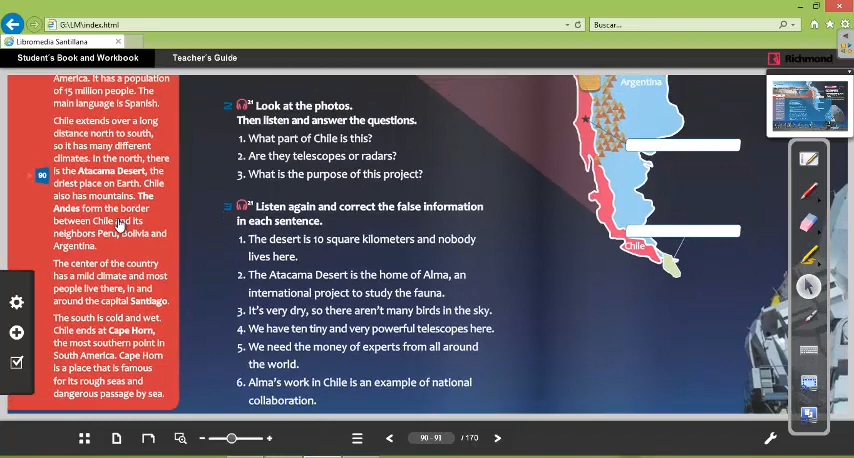 G:\LM\index.html
Buscar...
Libromedia Santillana
Student's Book and Workbook
Teacher's Guide
Richmond
America. It has a population
of 15 million people. The
main language is Spanish.
Chile extends over a long
distance north to south,
so it has many different
climates. In the north, there
is the Atacama Desert, the
driest place on Earth. Chile
also has mountains. The
Andes form the border
between Chile and its
neighbors Peru, Bolivia and
Argentina.
The center of the country
has a mild climate and most
people live there, in and
around the capital Santiago.
The south is cold and wet.
Chile ends at Cape Horn,
the most southern point in
South America. Cape Horn
is a place that is famous
for its rough seas and
dangerous passage by sea.
90
2 21 Look at the photos.
Then listen and answer the questions.
1. What part of Chile is this?
2. Are they telescopes or radars?
3. What is the purpose of this project?
3 21 Listen again and correct the false information
in each sentence.
1. The desert is 10 square kilometers and nobody
lives here.
2. The Atacama Desert is the home of Alma, an
international project to study the fauna.
3. It's very dry, so there aren't many birds in the sky.
4. We have ten tiny and very powerful telescopes here.
5. We need the money of experts from all around
the world.
6. Alma's work in Chile is an example of national
collaboration.
Argentina
Chile
90 - 91 / 170